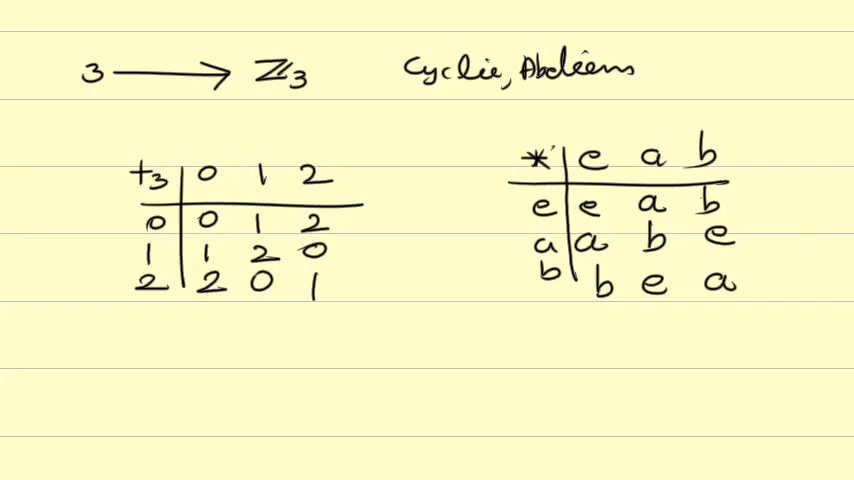 3 ⟶ ℤ3 Cyclic, Abeliens
+3 | 0 1 2
0 | 0 1 2
1 | 1 2 0
2 | 2 0 1
* | e a b
e | e a b
a | a b e
b | b e a